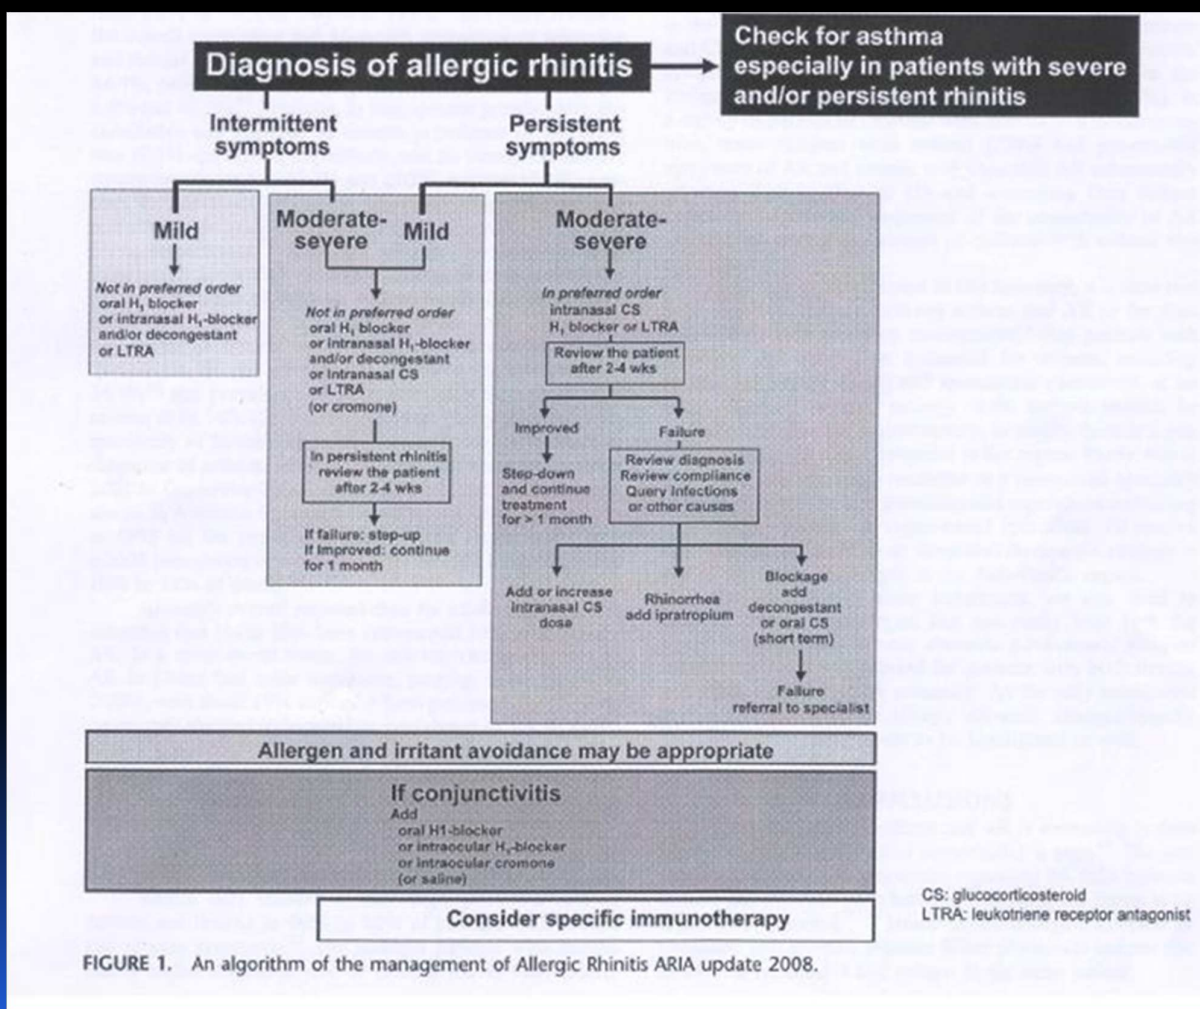 Diagnosis of allergic rhinitis
Check for asthma
especially in patients with severe
and/or persistent rhinitis
Intermittent
symptoms
Persistent
symptoms
Mild
Not in preferred order
oral H₁ blocker
or intranasal H₁-blocker
and/or decongestant
or LTRA
Moderate-
severe
Mild
Not in preferred order
oral H₁ blocker
or intranasal H₁-blocker
and/or decongestant
or intranasal CS
or LTRA
(or cromone)
In persistent rhinitis
review the patient
after 2-4 wks
If failure: step-up
If improved: continue
for 1 month
Moderate-
severe
In preferred order
intranasal CS
H₁ blocker or LTRA
Review the patient
after 2-4 wks
Improved
Step-down
and continue
treatment
for > 1 month
Failure
Review diagnosis
Review compliance
Query infections
or other causes
Add or increase
intranasal CS
dose
Rhinorrhea
add ipratropium
Blockage
add
decongestant
or oral CS
(short term)
Failure
referral to specialist
Allergen and irritant avoidance may be appropriate
If conjunctivitis
Add
oral H1-blocker
or intraocular H₁-blocker
or intraocular cromone
(or saline)
Consider specific immunotherapy
CS: glucocorticosteroid
LTRA: leukotriene receptor antagonist
FIGURE 1. An algorithm of the management of Allergic Rhinitis ARIA update 2008.